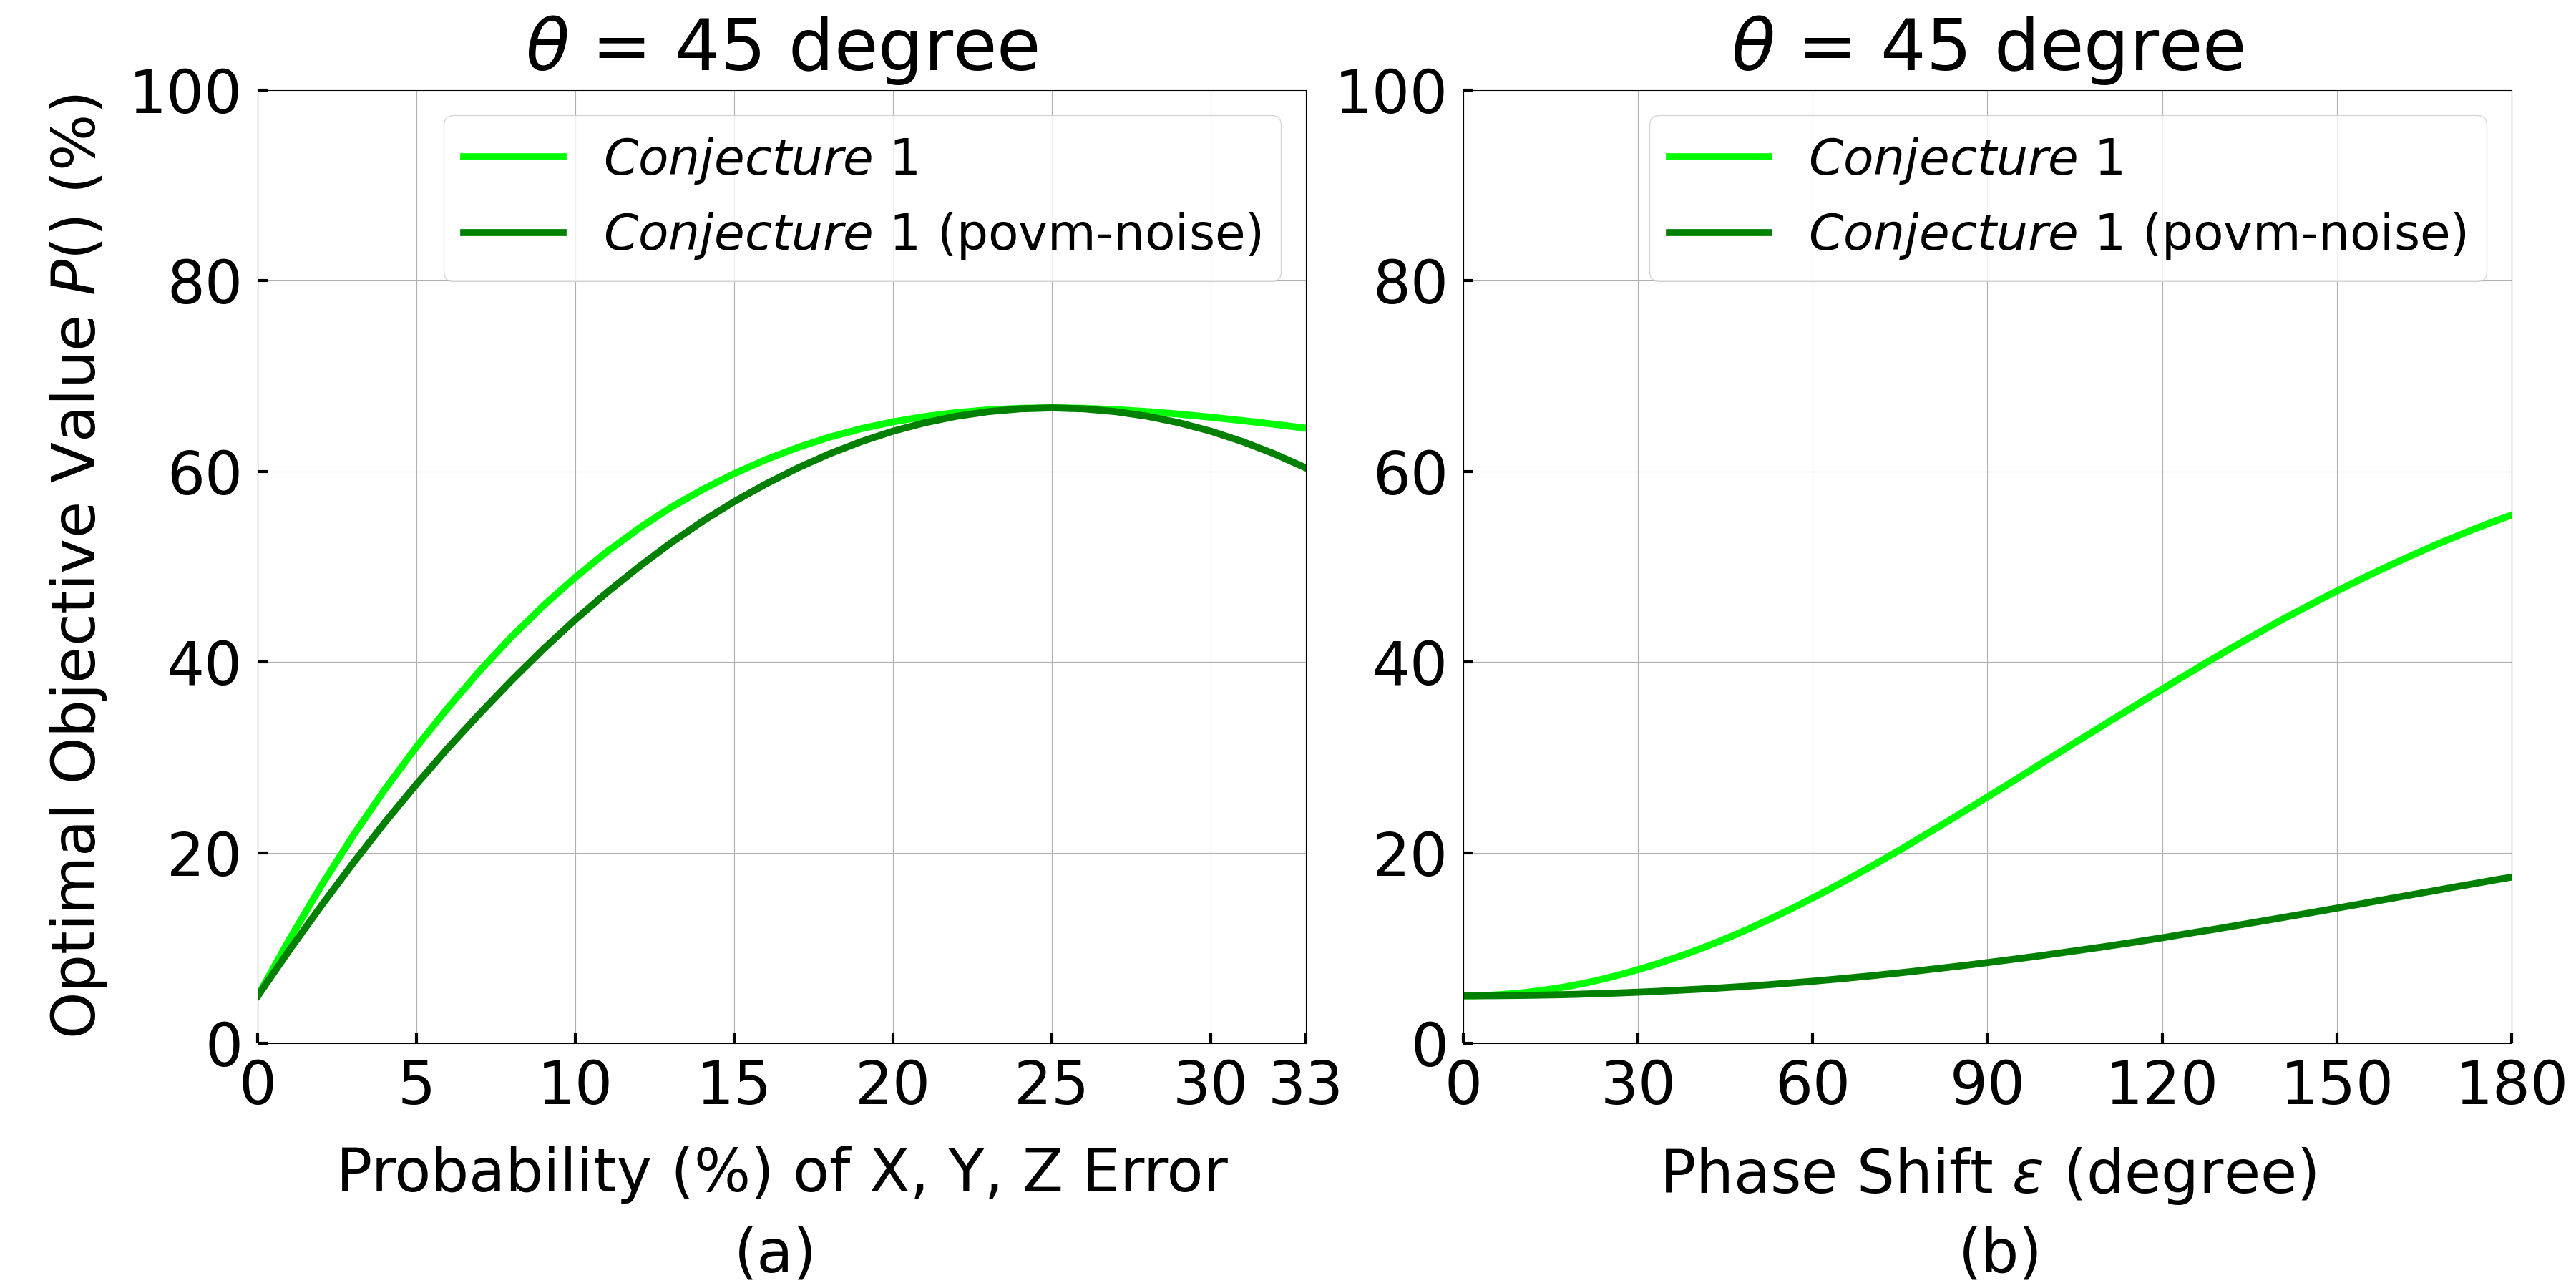 θ = 45 degree
Optimal Objective Value P() (%)
100
80
60
40
20
0
Conjecture 1
Conjecture 1 (povm-noise)
0 5 10 15 20 25 30 33
Probability (%) of X, Y, Z Error
(a)
θ = 45 degree
100
80
60
40
20
0
Conjecture 1
Conjecture 1 (povm-noise)
0 30 60 90 120 150 180
Phase Shift ε (degree)
(b)